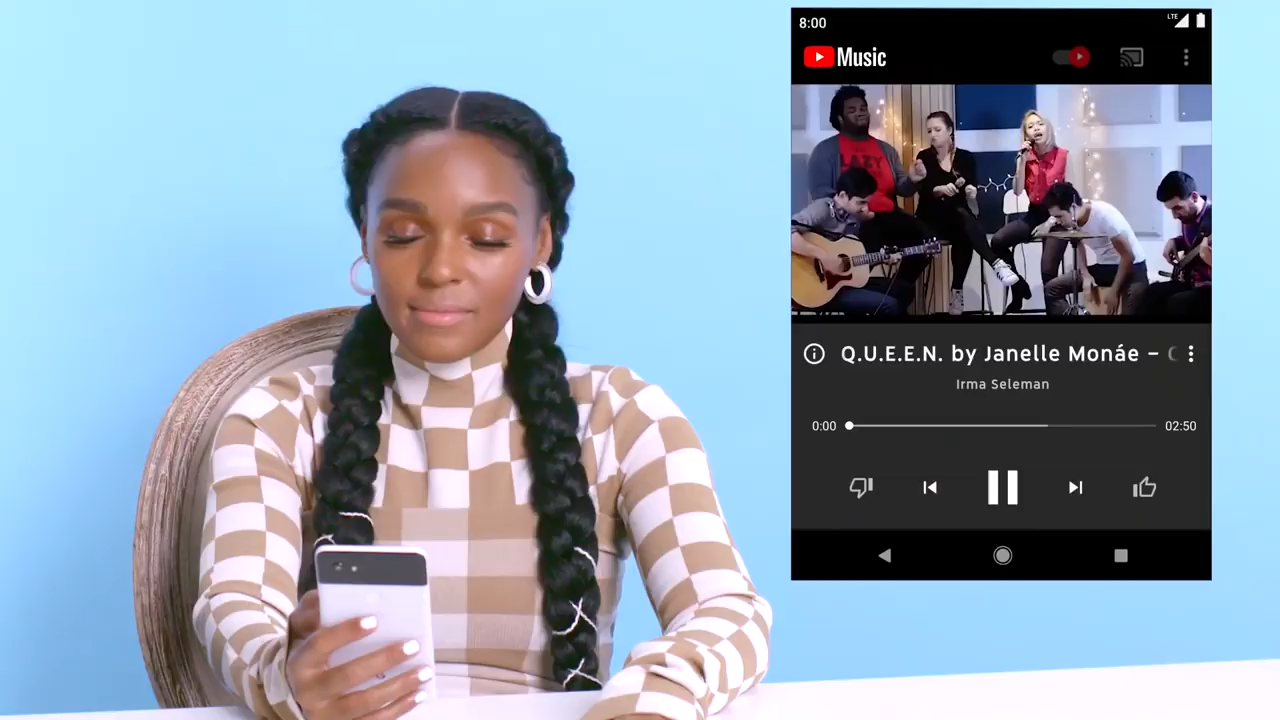 8:00
LTE
Music
LAZY
Q.U.E.E.N. by Janelle Monáe –
Irma Seleman
0:00
02:50